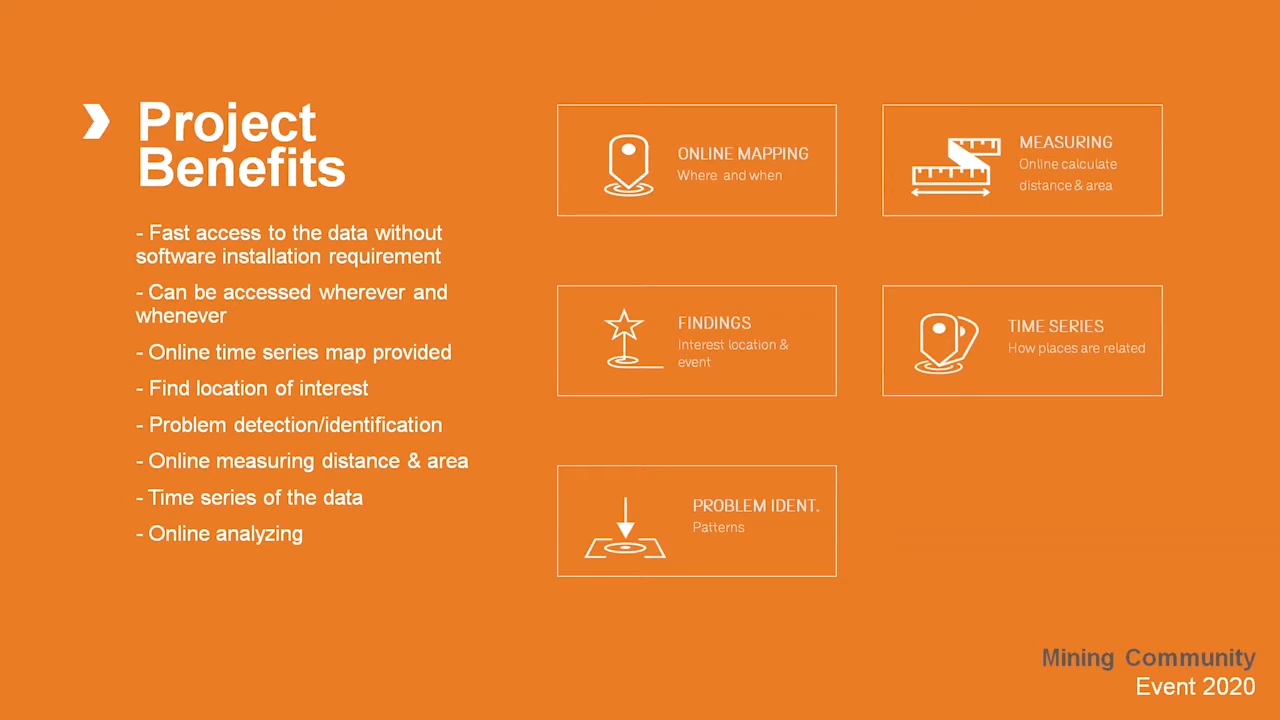 Project
Benefits
- Fast access to the data without
software installation requirement
- Can be accessed wherever and
whenever
- Online time series map provided
- Find location of interest
- Problem detection/identification
- Online measuring distance & area
- Time series of the data
- Online analyzing
ONLINE MAPPING
Where and when
MEASURING
Online calculate
distance & area
FINDINGS
Interest location &
event
TIME SERIES
How places are related
PROBLEM IDENT.
Patterns
Mining Community
Event 2020